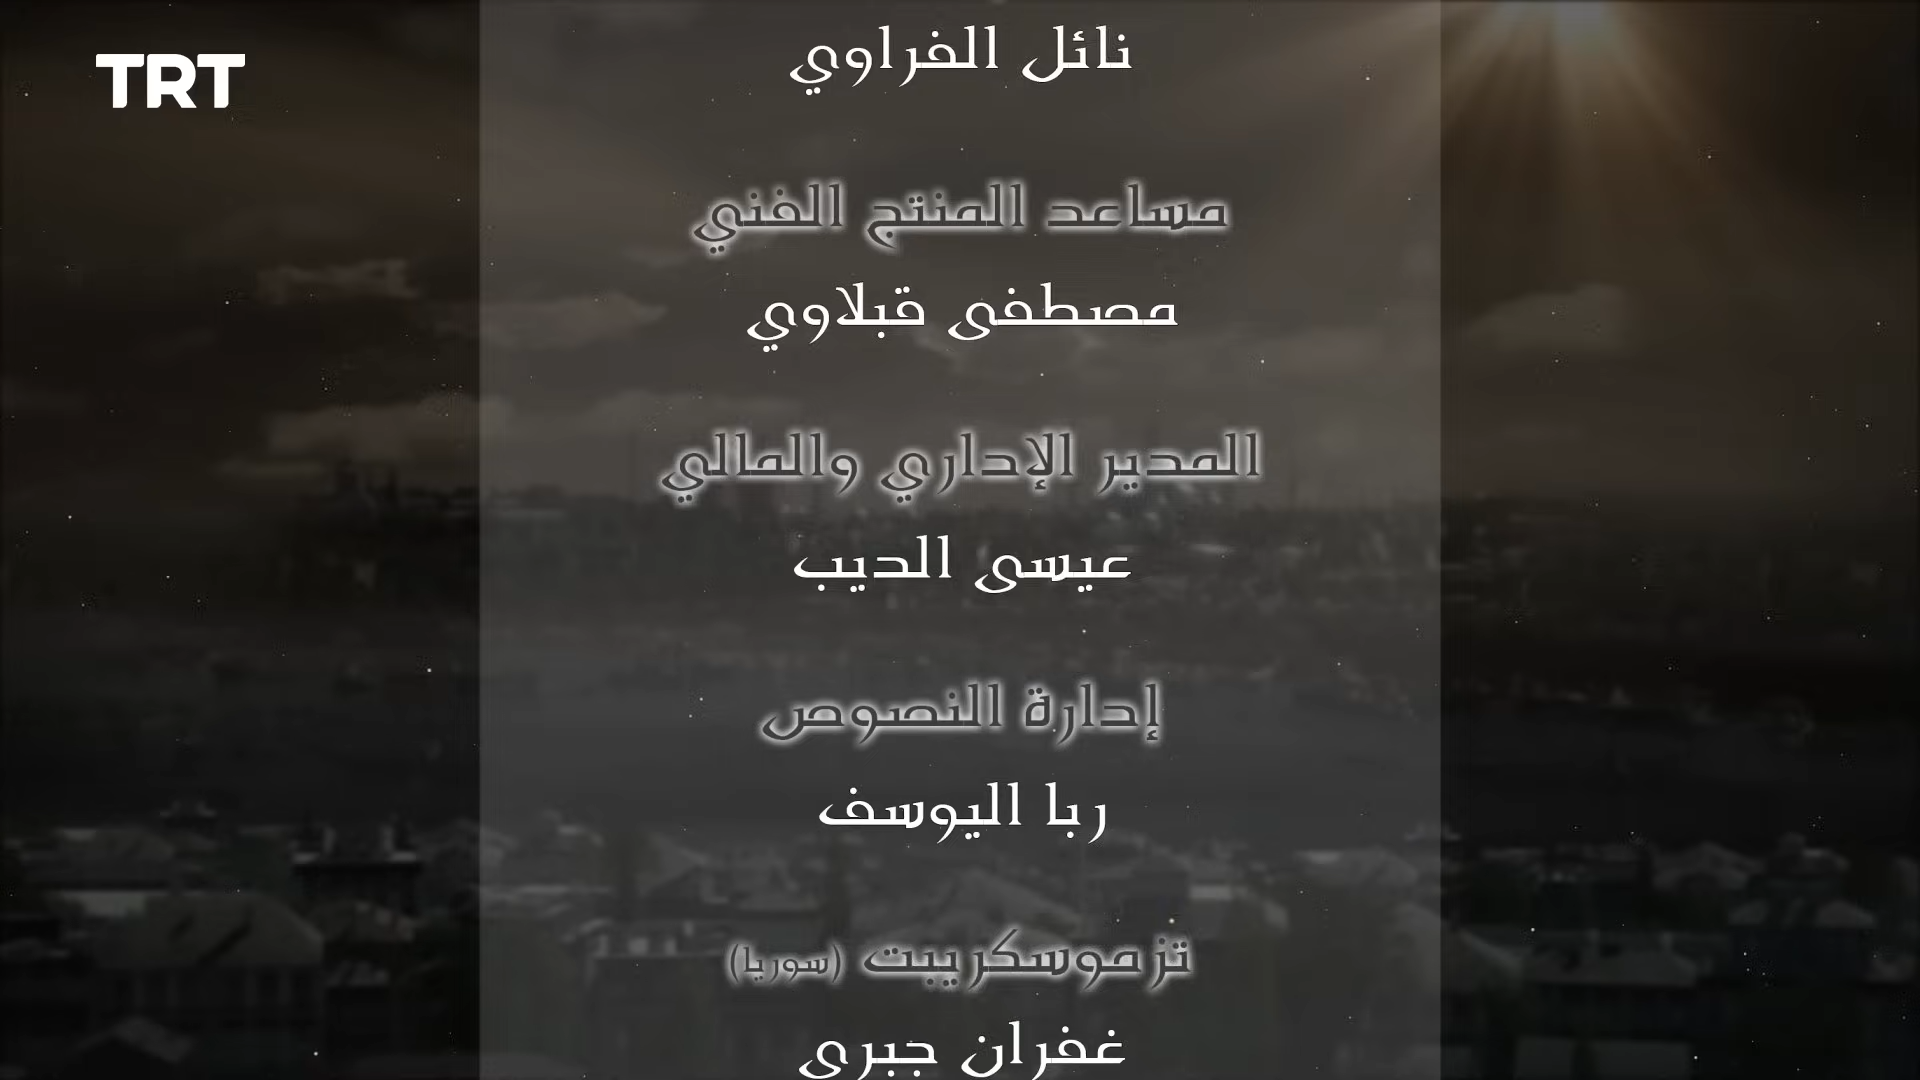 TRT
نائل الفراوي
مساعد المنتج الفني
مصطفى قبلاوي
المدير الإداري والمالي
عيسى الديب
إدارة النصوص
ربا اليوسف
تزموسكريبت (سوريا)
غفران جبرى